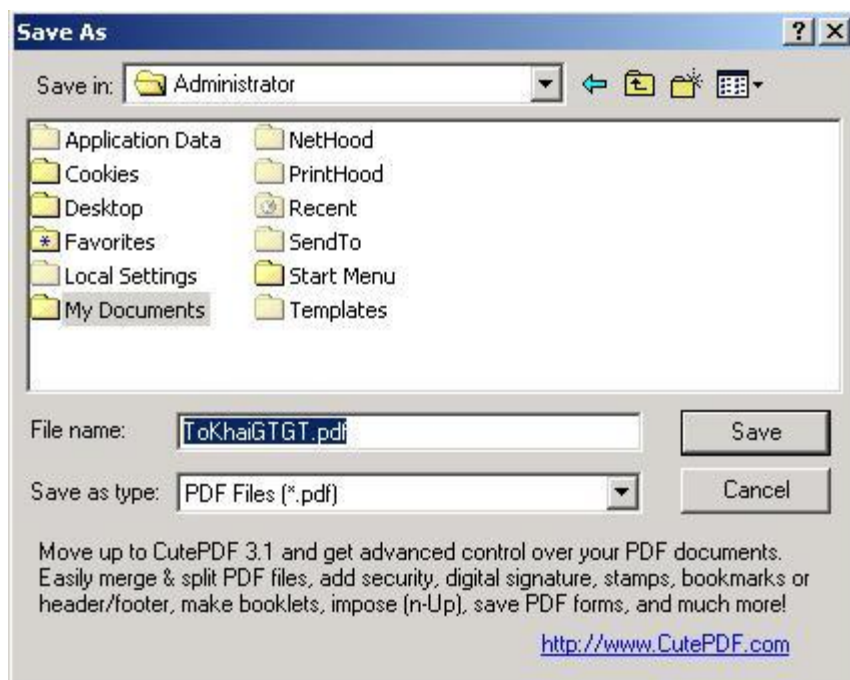 Save As
Save in: Administrator
Application Data
Cookies
Desktop
Favorites
Local Settings
My Documents
NetHood
PrintHood
Recent
SendTo
Start Menu
Templates
File name: ToKhaiGTGT.pdf
Save
Save as type: PDF Files (*.pdf)
Cancel
Move up to CutePDF 3.1 and get advanced control over your PDF documents.
Easily merge & split PDF files, add security, digital signature, stamps, bookmarks or
header/footer, make booklets, impose (n-Up), save PDF forms, and much more!
http://www.CutePDF.com